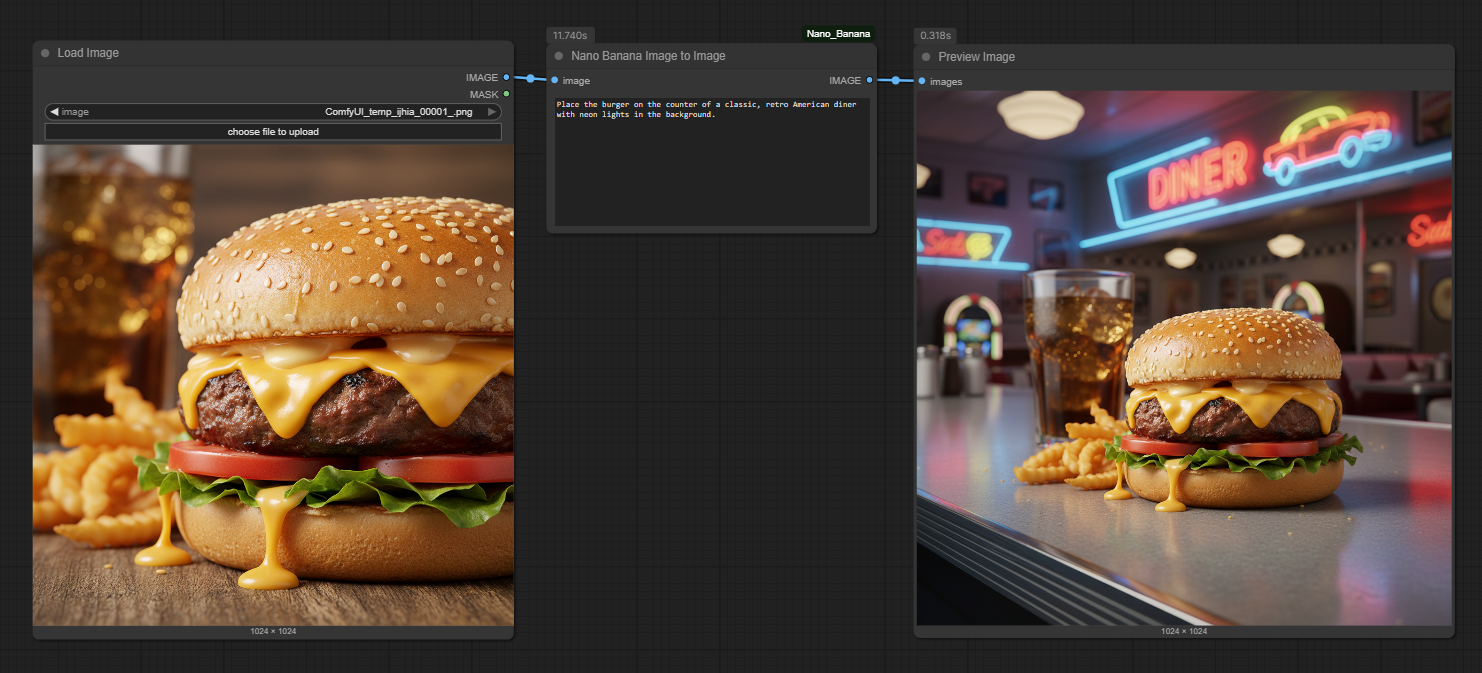 Load Image
IMAGE
MASK
image
ComfyUI_temp_ijhia_00001_.png
choose file to upload
1024 × 1024
11.740s
Nano_Banana
Nano Banana Image to Image
image
IMAGE
Place the burger on the counter of a classic, retro American diner
with neon lights in the background.
0.318s
Preview Image
images
DINER
1024 × 1024